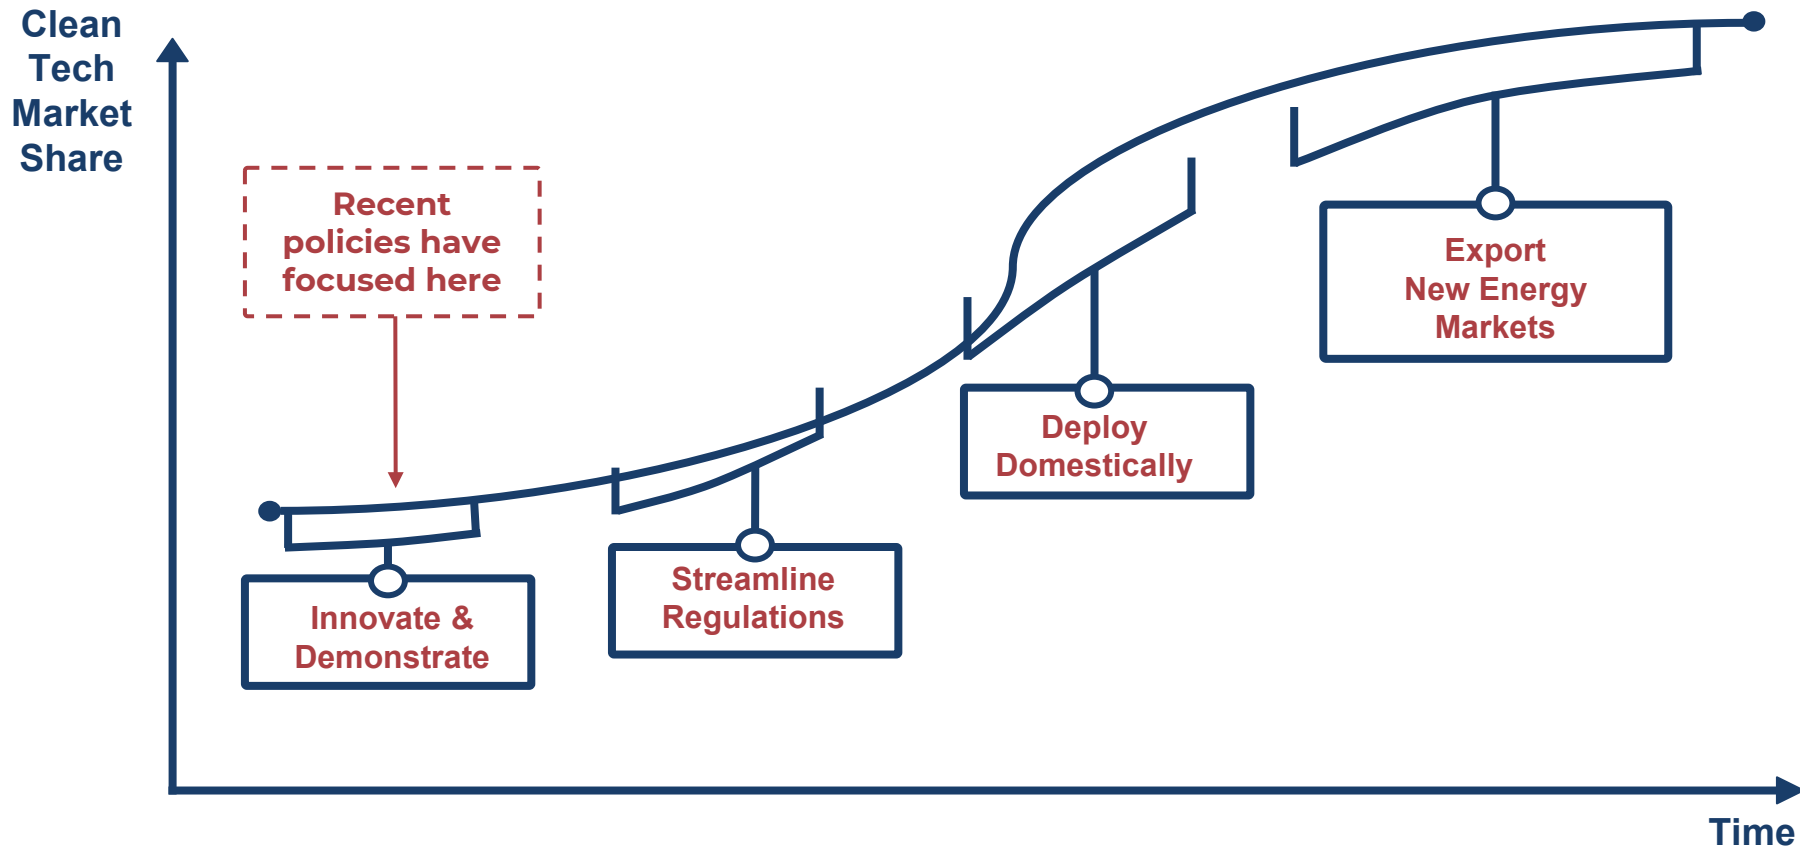 Clean
Tech
Market
Share
Recent
policies have
focused here
Export
New Energy
Markets
Deploy
Domestically
Streamline
Regulations
Innovate &
Demonstrate
Time